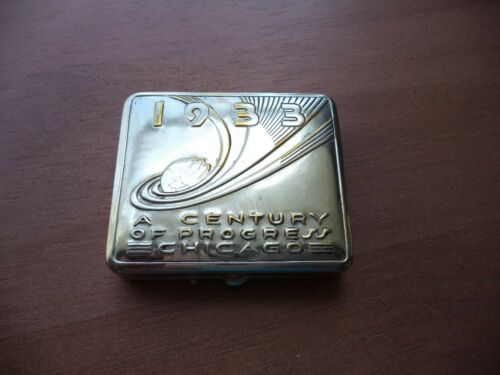 1933
A CENTURY
OF PROGRESS
CHICAGO